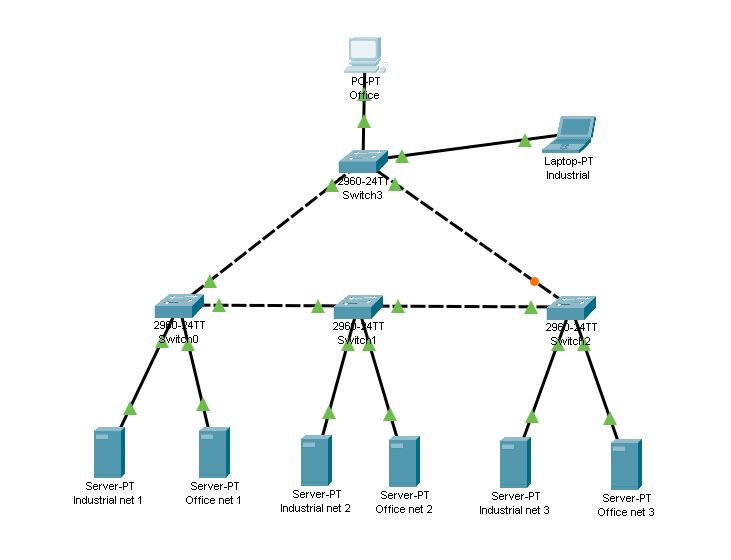 PC-PT
Office
Laptop-PT
Industrial
2960-24TT
Switch3
2960-24TT
Switch0
2960-24TT
Switch1
2960-24TT
Switch2
Server-PT
Industrial net 1
Server-PT
Office net 1
Server-PT
Industrial net 2
Server-PT
Office net 2
Server-PT
Industrial net 3
Server-PT
Office net 3